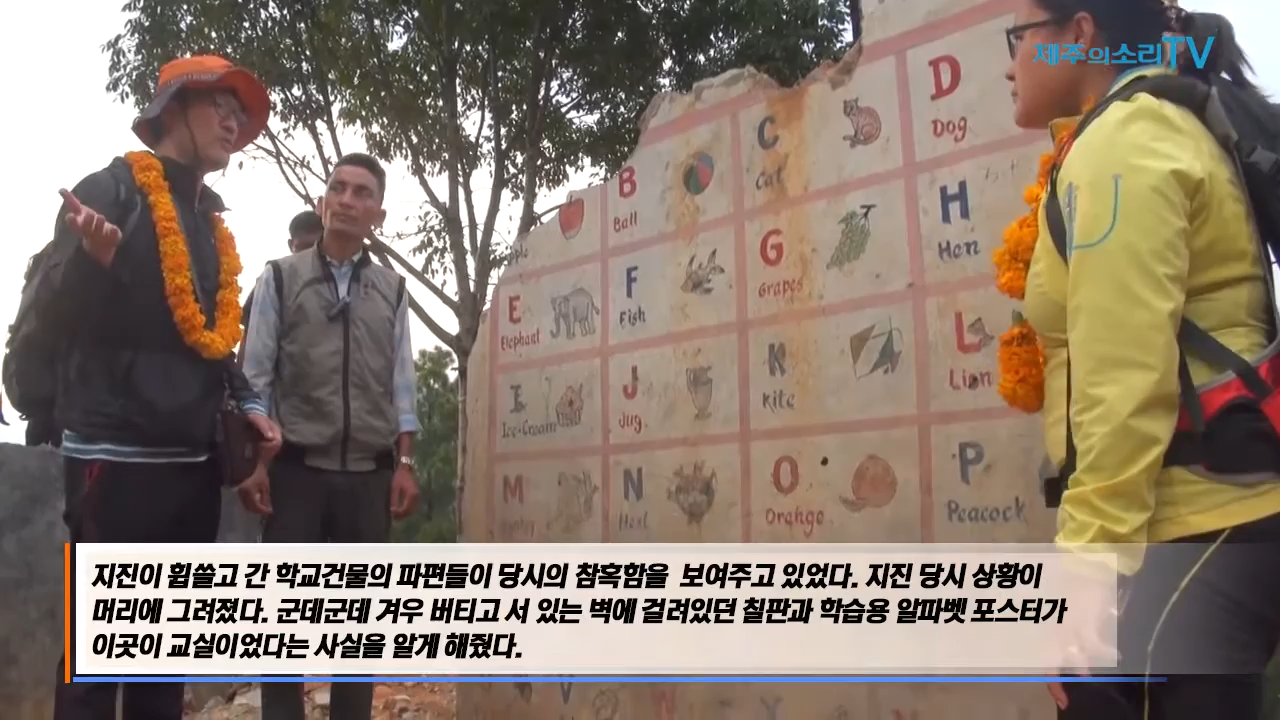 제주의소리TV
D
Dog
C
Cat
B
Ball
H
Hen
G
Grapes
F
Fish
E
Elephant
L
Lion
K
Kite
J
Jug
I
Ice-Cream
P
Peacock
O
Orange
N
M
지진이 휩쓸고 간 학교건물의 파편들이 당시의 참혹함을 보여주고 있었다. 지진 당시 상황이
머리에 그려졌다. 군데군데 겨우 버티고 서 있는 벽에 걸려있던 칠판과 학습용 알파벳 포스터가
이곳이 교실이었다는 사실을 알게 해줬다.